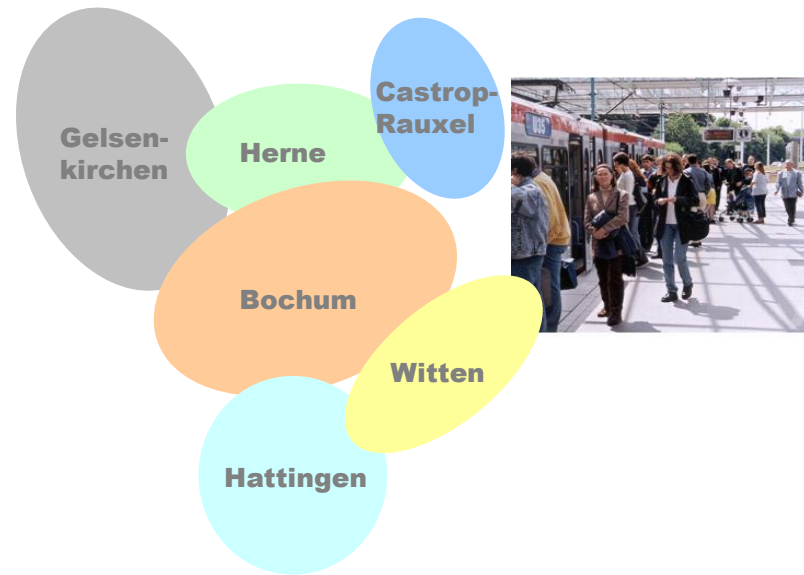 Castrop-
Rauxel
Gelsen-
kirchen
Herne
Bochum
Witten
Hattingen
U35